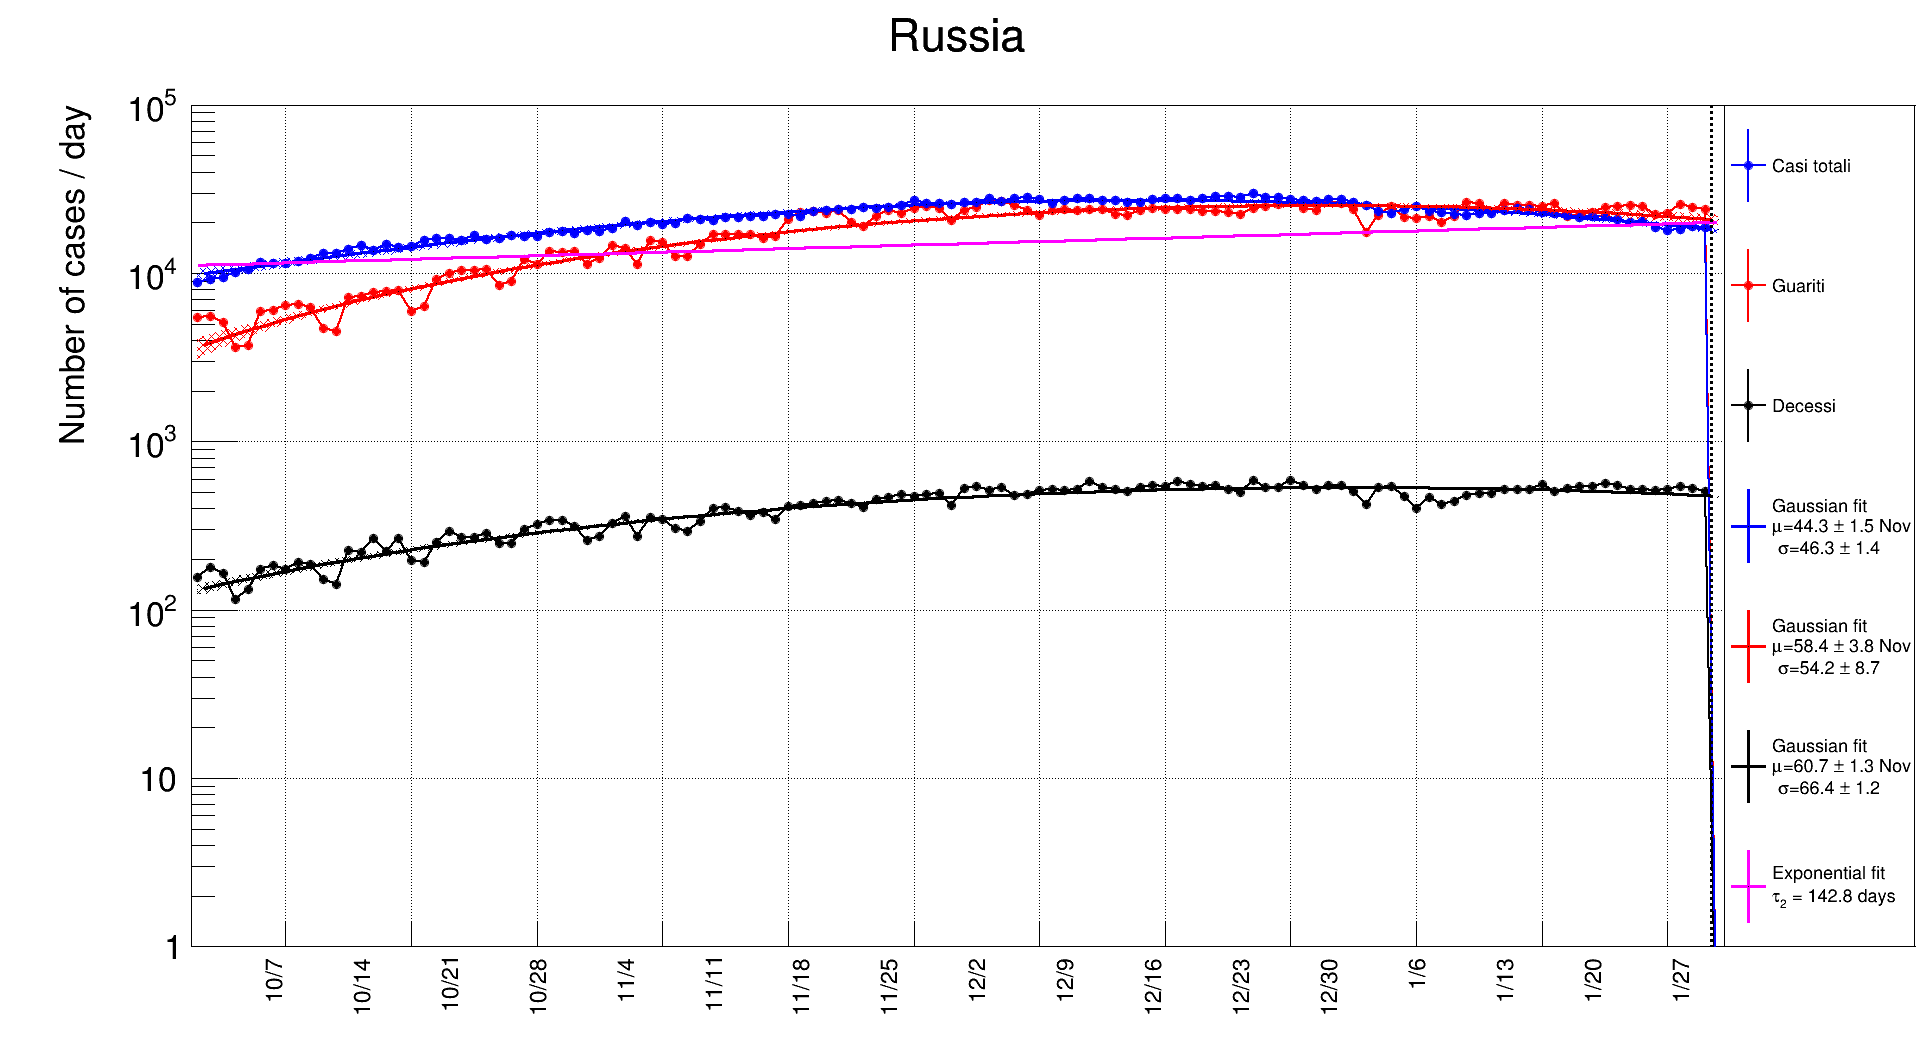 Russia
Number of cases / day
10^5
10^4
10^3
10^2
10
1
10/7
10/14
10/21
10/28
11/4
11/11
11/18
11/25
12/2
12/9
12/16
12/23
12/30
1/6
1/13
1/20
1/27
Casi totali
Guariti
Decessi
Gaussian fit
μ=44.3 ± 1.5 Nov
σ=46.3 ± 1.4
Gaussian fit
μ=58.4 ± 3.8 Nov
σ=54.2 ± 8.7
Gaussian fit
μ=60.7 ± 1.3 Nov
σ=66.4 ± 1.2
Exponential fit
τ₂ = 142.8 days